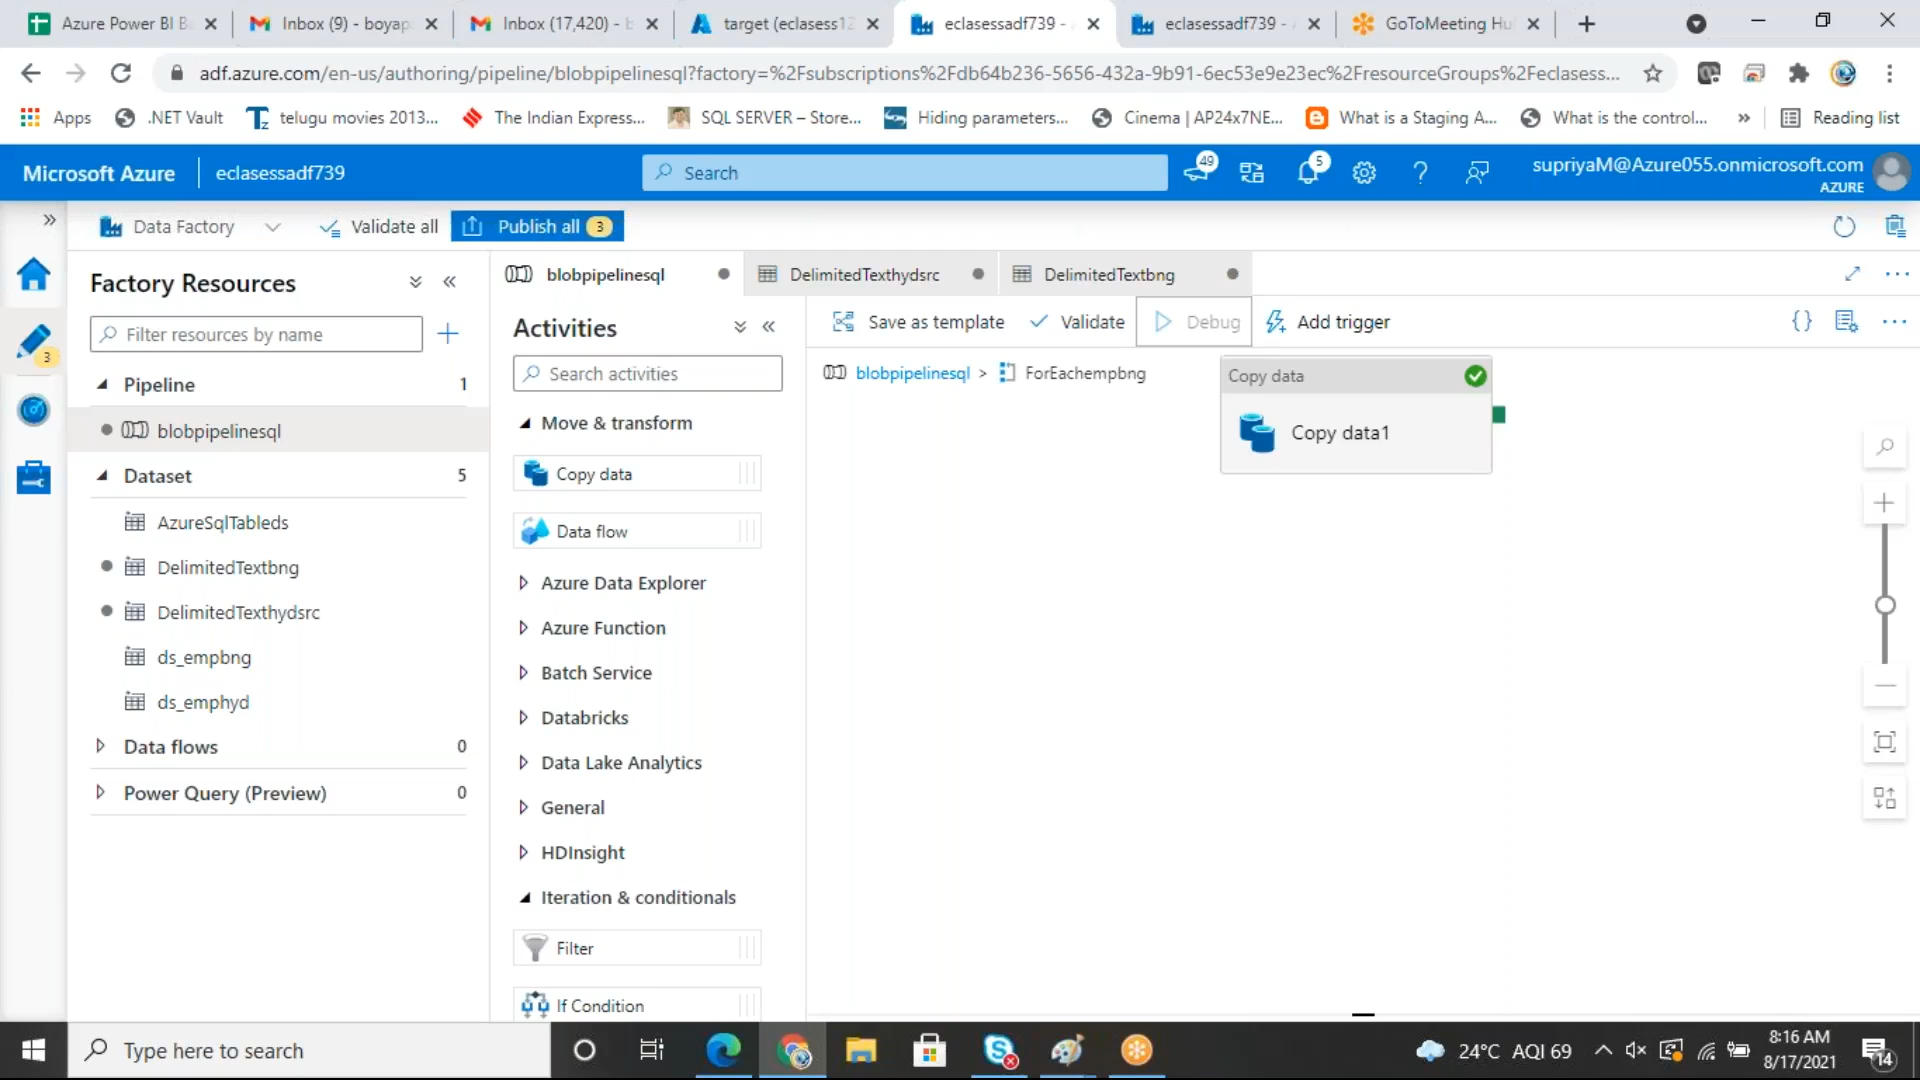 Azure Power BI B
Inbox (9) - boyap
Inbox (17,420) - b
target (eclasess12
eclasessadf739 -
eclasessadf739 -
GoToMeeting Hu
adf.azure.com/en-us/authoring/pipeline/blobpipelinesql?factory=%2Fsubscriptions%2Fdb64b236-5656-432a-9b91-6ec53e9e23ec%2FresourceGroups%2Feclasess...
Apps
.NET Vault
telugu movies 2013...
The Indian Express...
SQL SERVER – Store...
Hiding parameters...
Cinema | AP24x7NE...
What is a Staging A...
What is the control...
»
Reading list
Microsoft Azure
eclasessadf739
Search
49
5
supriyaM@Azure055.onmicrosoft.com
AZURE
Data Factory
Validate all
Publish all 3
Factory Resources
blobpipelinesql
DelimitedTexthydsrc
DelimitedTextbng
Activities
Save as template
Validate
Debug
Add trigger
Filter resources by name
3
Search activities
blobpipelinesql > ForEachempbng
Copy data
Copy data1
Pipeline 1
blobpipelinesql
Dataset 5
AzureSqlTableds
DelimitedTextbng
DelimitedTexthydsrc
ds_empbng
ds_emphyd
Data flows 0
Power Query (Preview) 0
Move & transform
Copy data
Data flow
Azure Data Explorer
Azure Function
Batch Service
Databricks
Data Lake Analytics
General
HDInsight
Iteration & conditionals
Filter
If Condition
Type here to search
24°C AQI 69
8:16 AM
8/17/2021
14